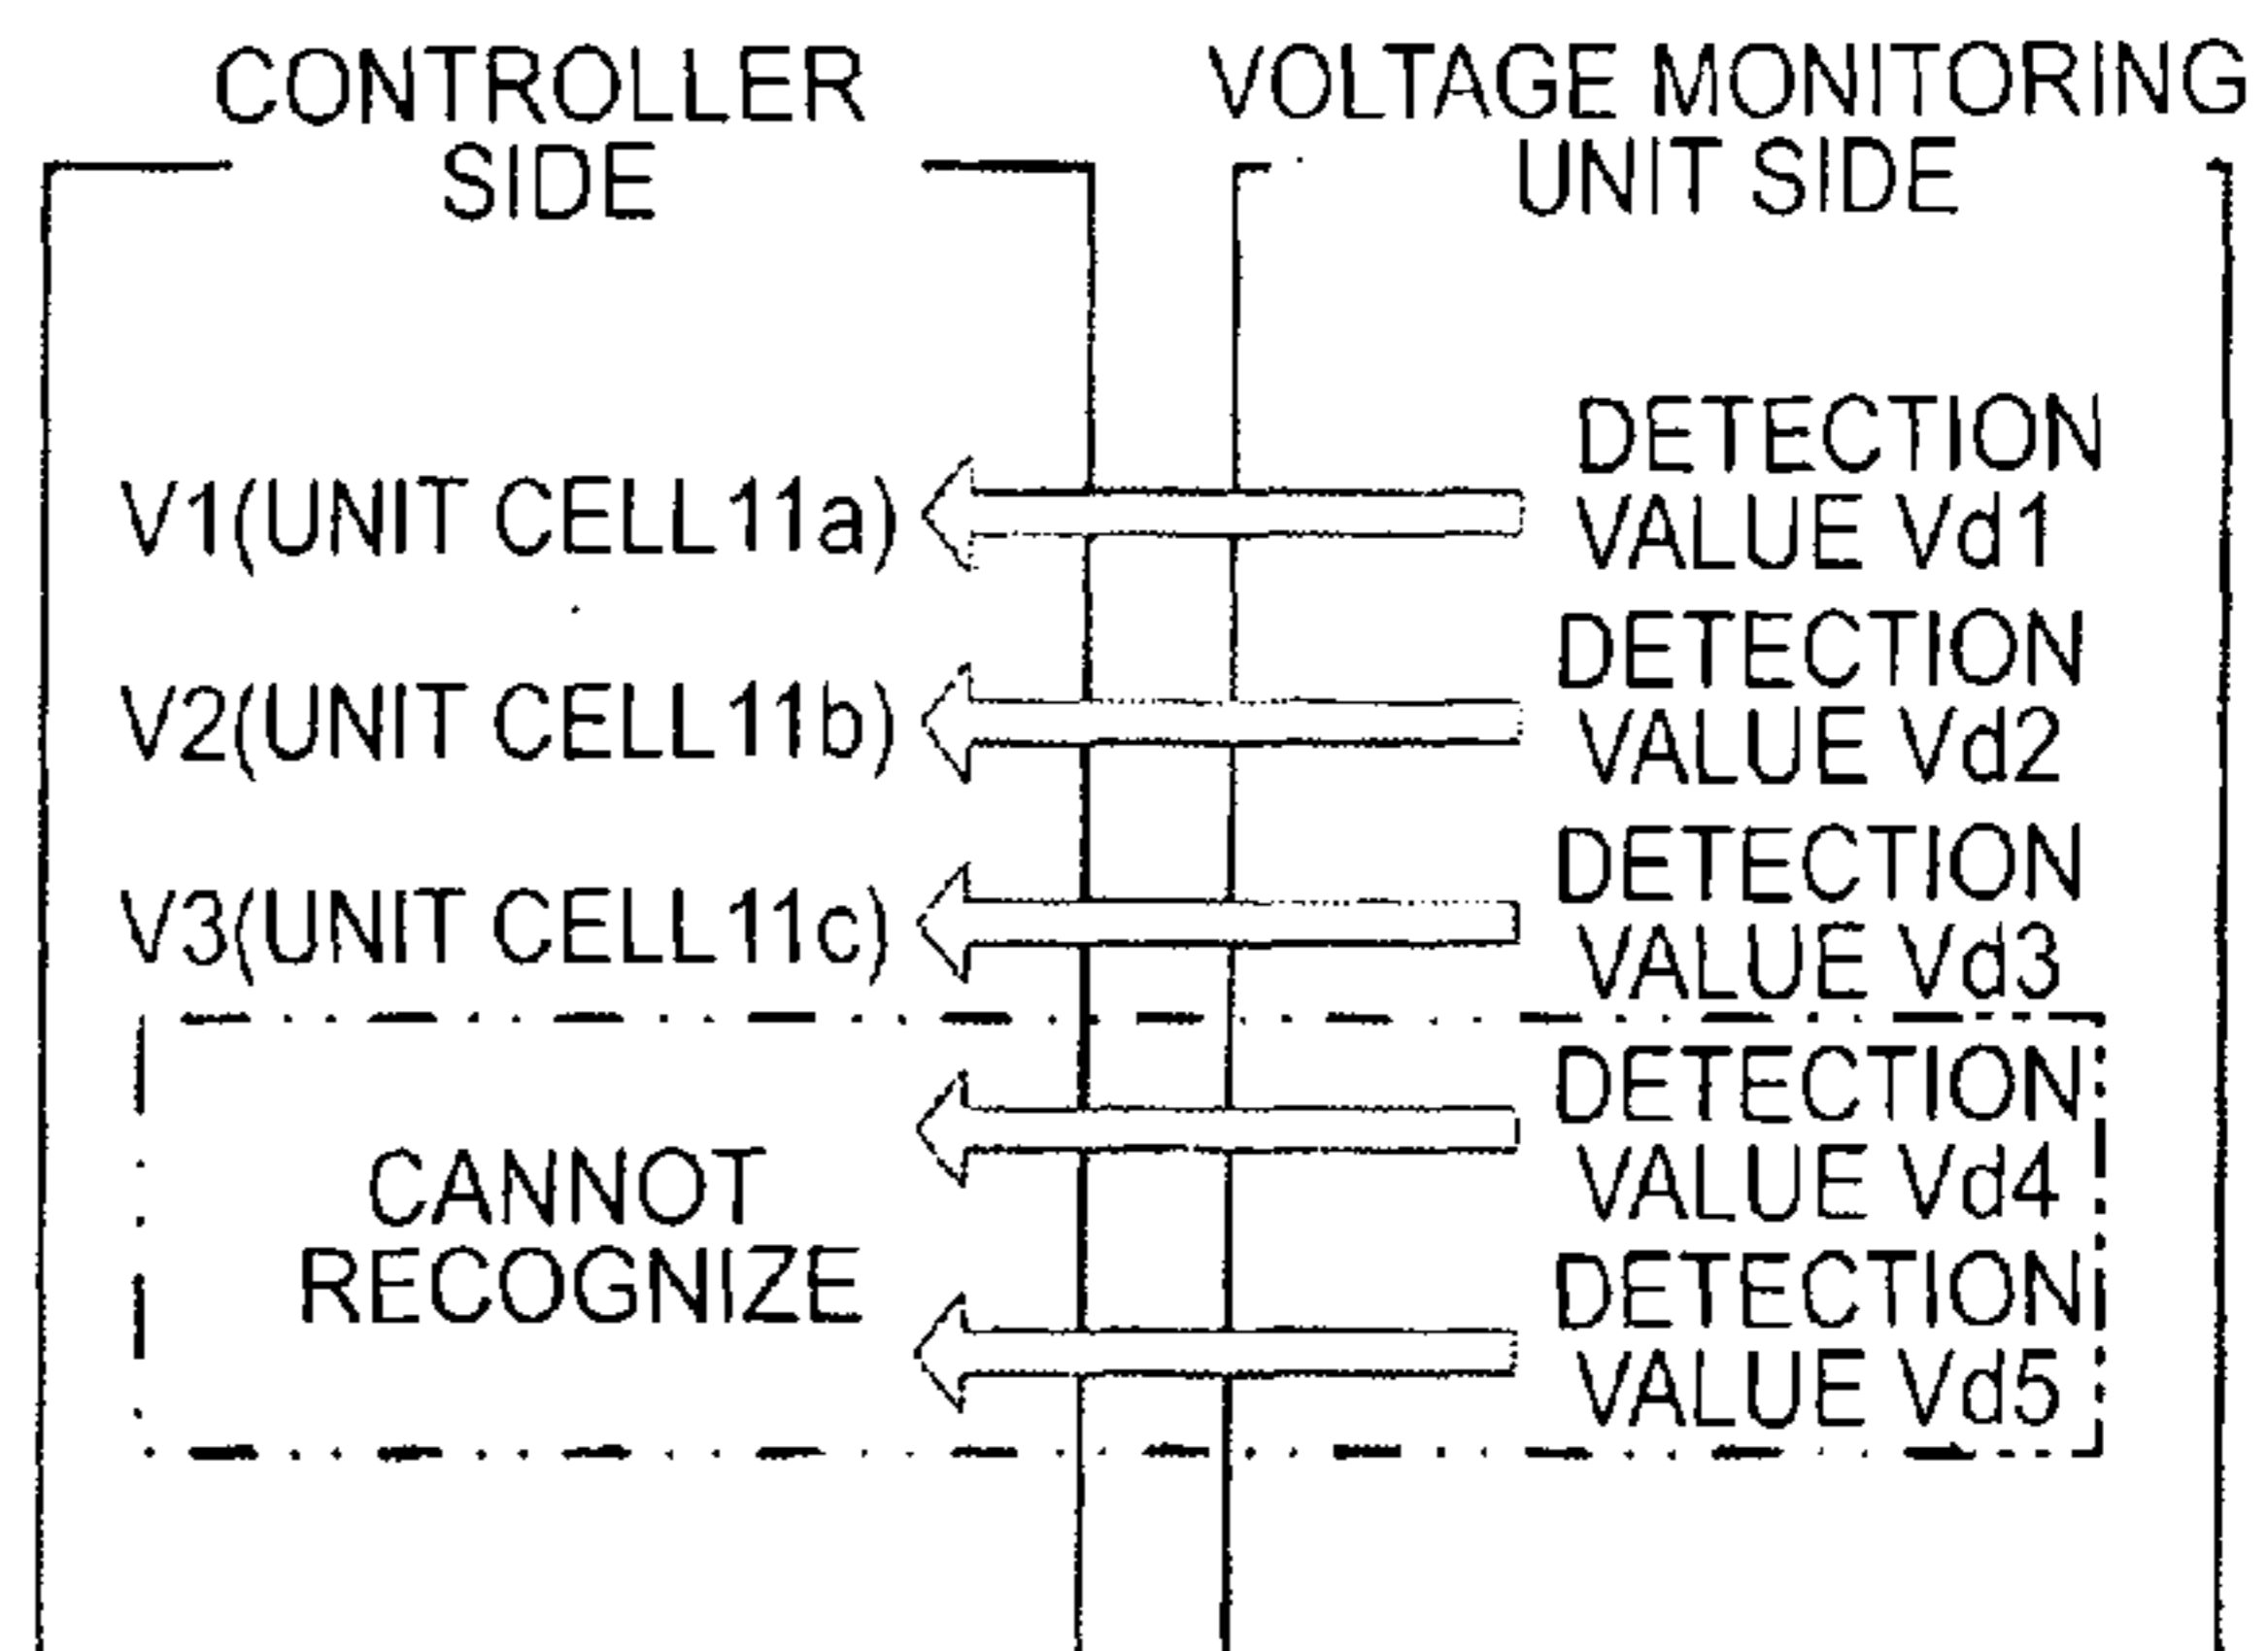 CONTROLLER
SIDE
VOLTAGE MONITORING
UNIT SIDE
V1(UNIT CELL11a)
DETECTION
VALUE Vd1
V2(UNIT CELL11b)
DETECTION
VALUE Vd2
V3(UNIT CELL11c)
DETECTION
VALUE Vd3
CANNOT
RECOGNIZE
DETECTION
VALUE Vd4
DETECTION
VALUE Vd5